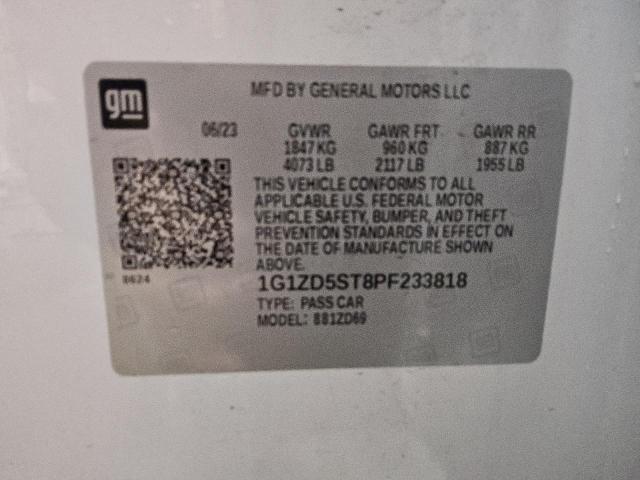 gm
MFD BY GENERAL MOTORS LLC
06/23 GVWR GAWR FRT GAWR RR
1847 KG 960 KG 887 KG
4073 LB 2117 LB 1955 LB
THIS VEHICLE CONFORMS TO ALL
APPLICABLE U.S. FEDERAL MOTOR
VEHICLE SAFETY, BUMPER, AND THEFT
PREVENTION STANDARDS IN EFFECT ON
THE DATE OF MANUFACTURE SHOWN
ABOVE.
8624
1G1ZD5ST8PF233818
TYPE: PASS CAR
MODEL: 881ZD69